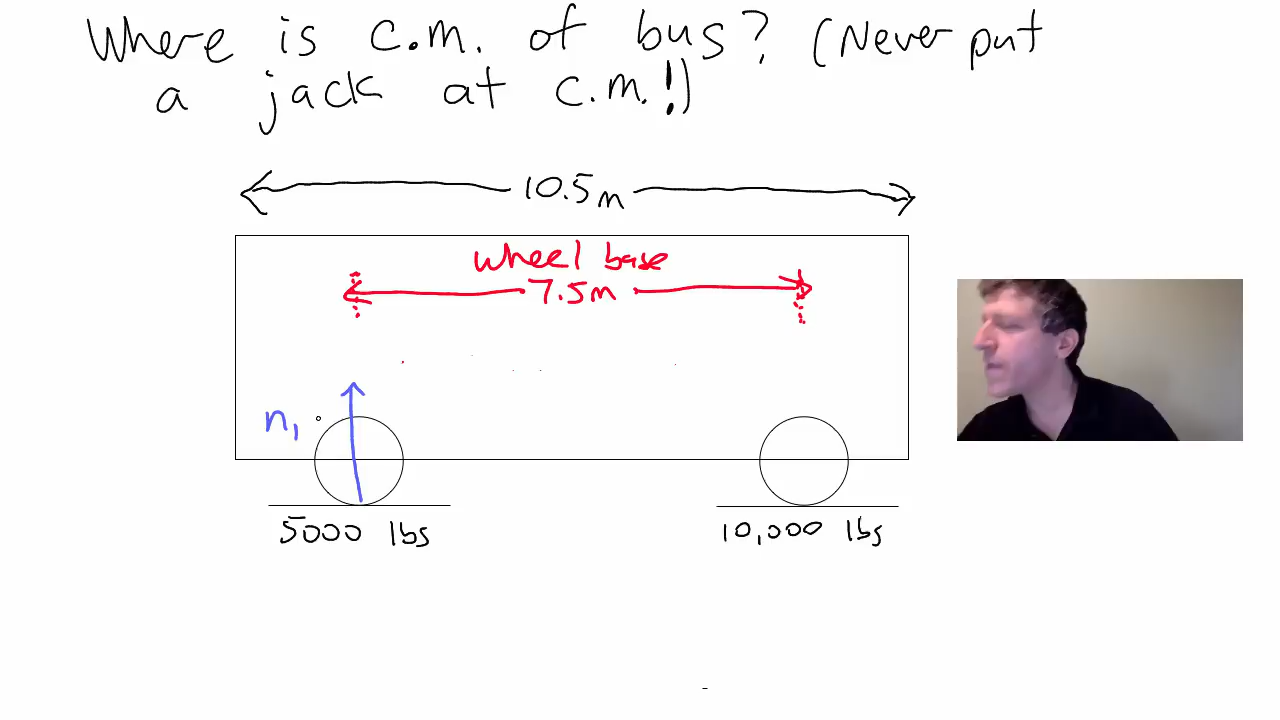 Where is c.m. of bus? (Never put
a jack at c.m.!)
10.5m
wheel base
7.5m
n₁
5000 lbs
10,000 lbs